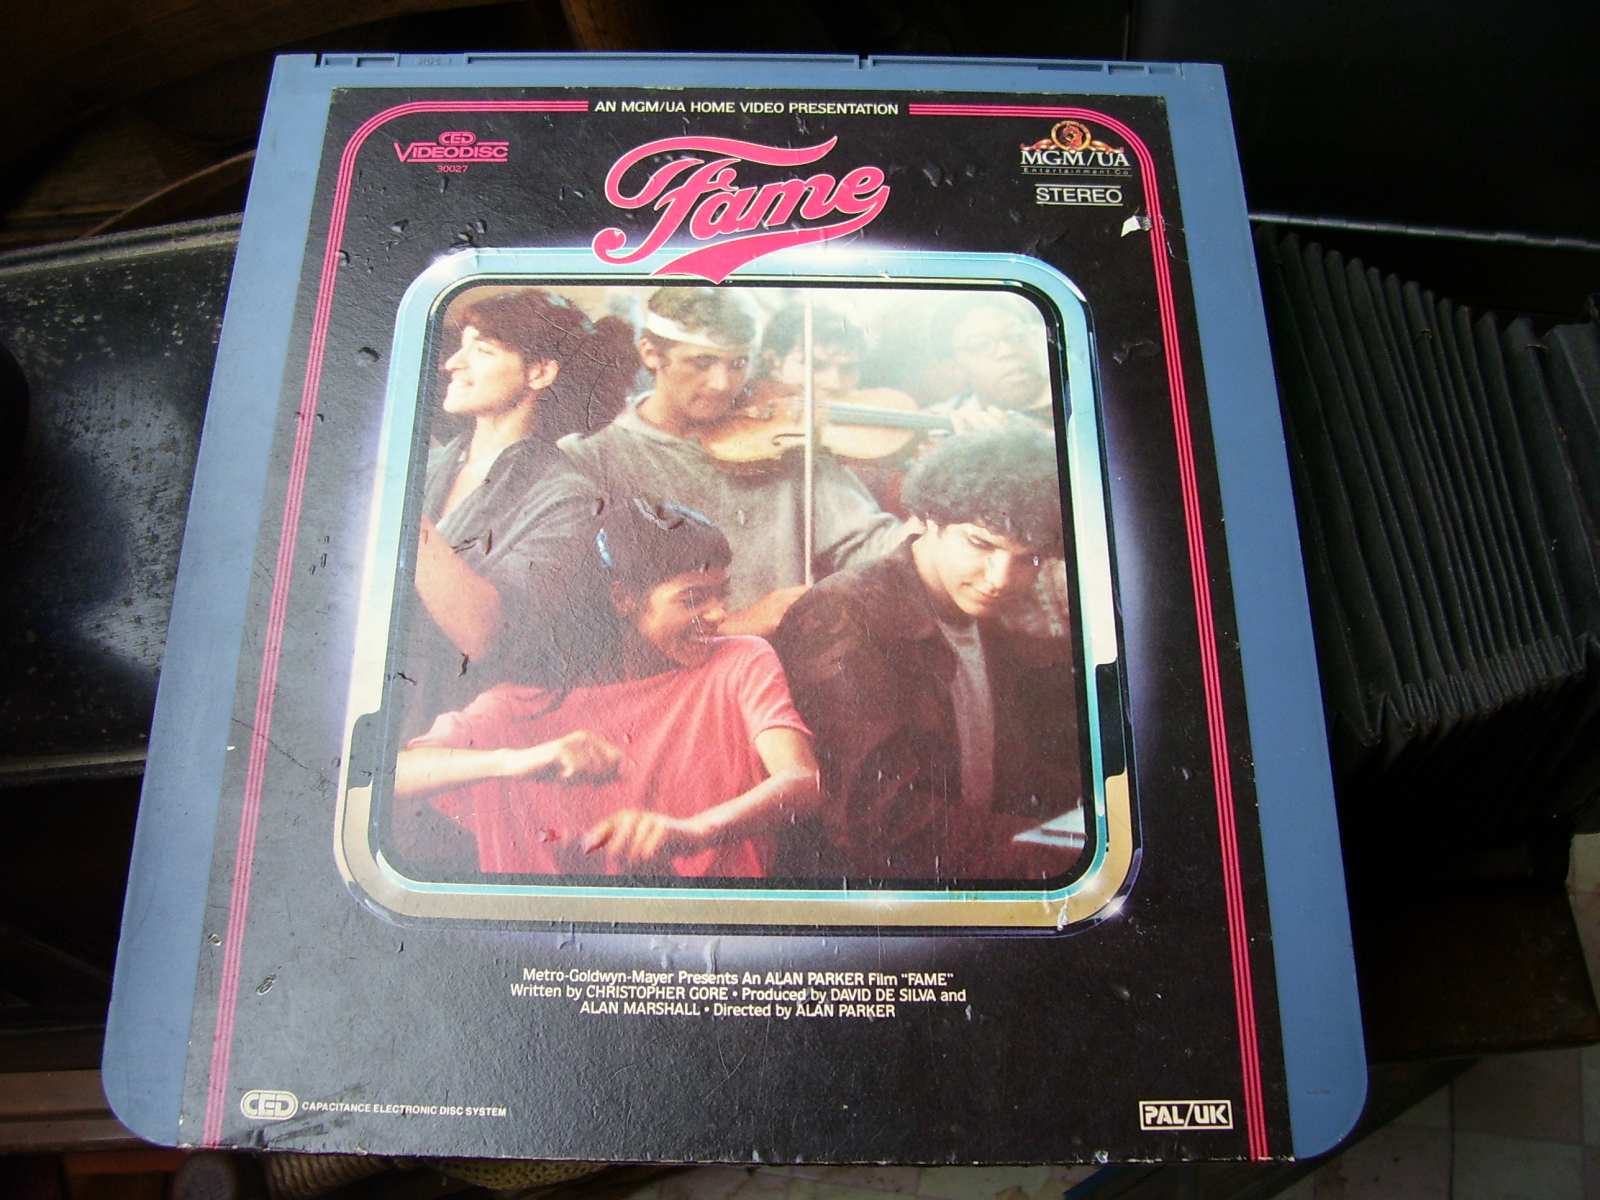 AN MGM/UA HOME VIDEO PRESENTATION
CED
VIDEODISC
30027
Fame
MGM/UA
Entertainment Co.
STEREO
Metro-Goldwyn-Mayer Presents An ALAN PARKER Film "FAME"
Written by CHRISTOPHER GORE • Produced by DAVID DE SILVA and
ALAN MARSHALL • Directed by ALAN PARKER
CED CAPACITANCE ELECTRONIC DISC SYSTEM
PAL/UK